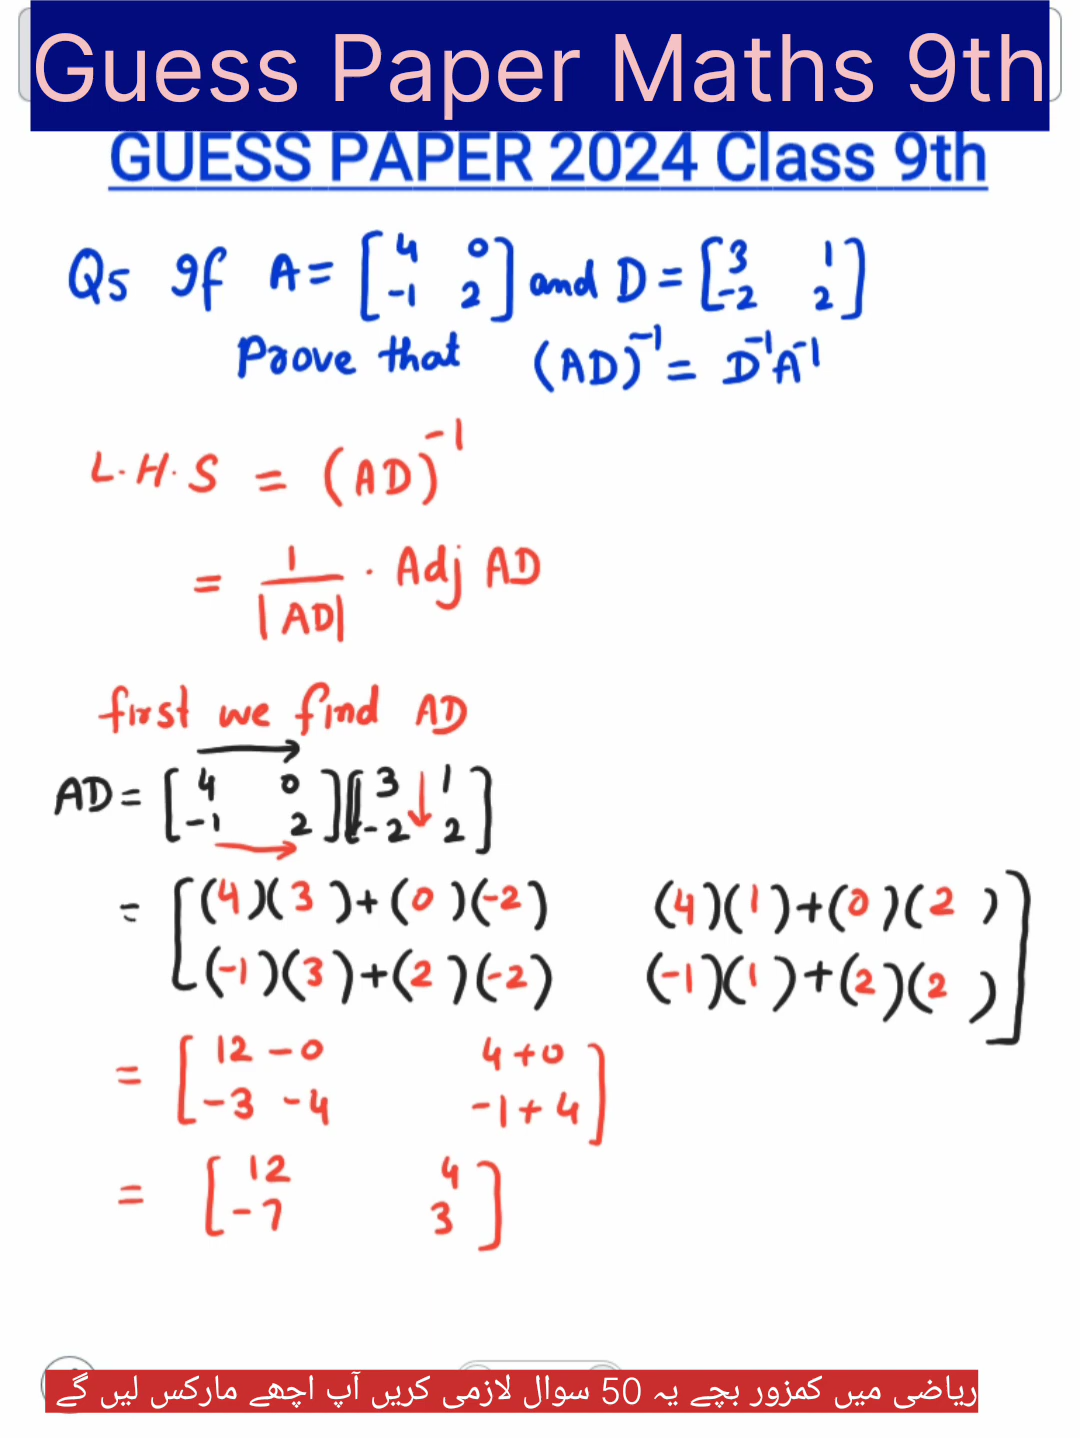 Guess Paper Maths 9th
GUESS PAPER 2024 Class 9th
Q5 If A = [4 0
-1 2] and D = [3 1
-2 2]
Prove that (AD)⁻¹ = D⁻¹A⁻¹
L.H.S = (AD)⁻¹
= 1/|AD| . Adj AD
first we find AD
AD = [4 0
-1 2] [3 1
-2 2]
= [(4)(3)+(0)(-2) (4)(1)+(0)(2)
(-1)(3)+(2)(-2) (-1)(1)+(2)(2)]
= [12 - 0 4 + 0
-3 - 4 -1 + 4]
= [12 4
-7 3]
ریاضی میں کمزور بچے یہ 50 سوال لازمی کریں آپ اچھے مارکس لیں گے